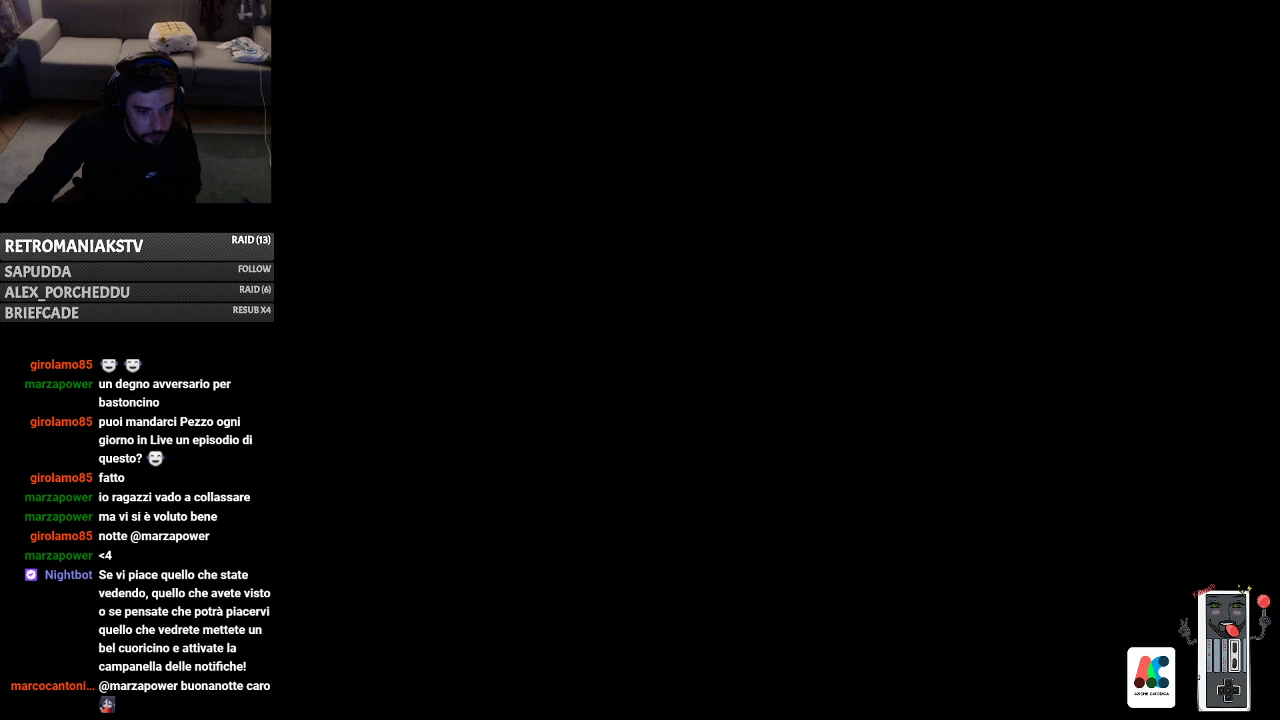 RETROMANIAKSTV RAID (13)
SAPUDDA FOLLOW
ALEX_PORCHEDDU RAID (6)
BRIEFCADE RESUB X4
girolamo85
marzapower un degno avversario per
bastoncino
girolamo85 puoi mandarci Pezzo ogni
giorno in Live un episodio di
questo?
girolamo85 fatto
marzapower io ragazzi vado a collassare
marzapower ma vi si è voluto bene
girolamo85 notte @marzapower
marzapower <4
Nightbot Se vi piace quello che state
vedendo, quello che avete visto
o se pensate che potrà piacervi
quello che vedrete mettete un
bel cuoricino e attivate la
campanella delle notifiche!
marcocantoni... @marzapower buonanotte caro